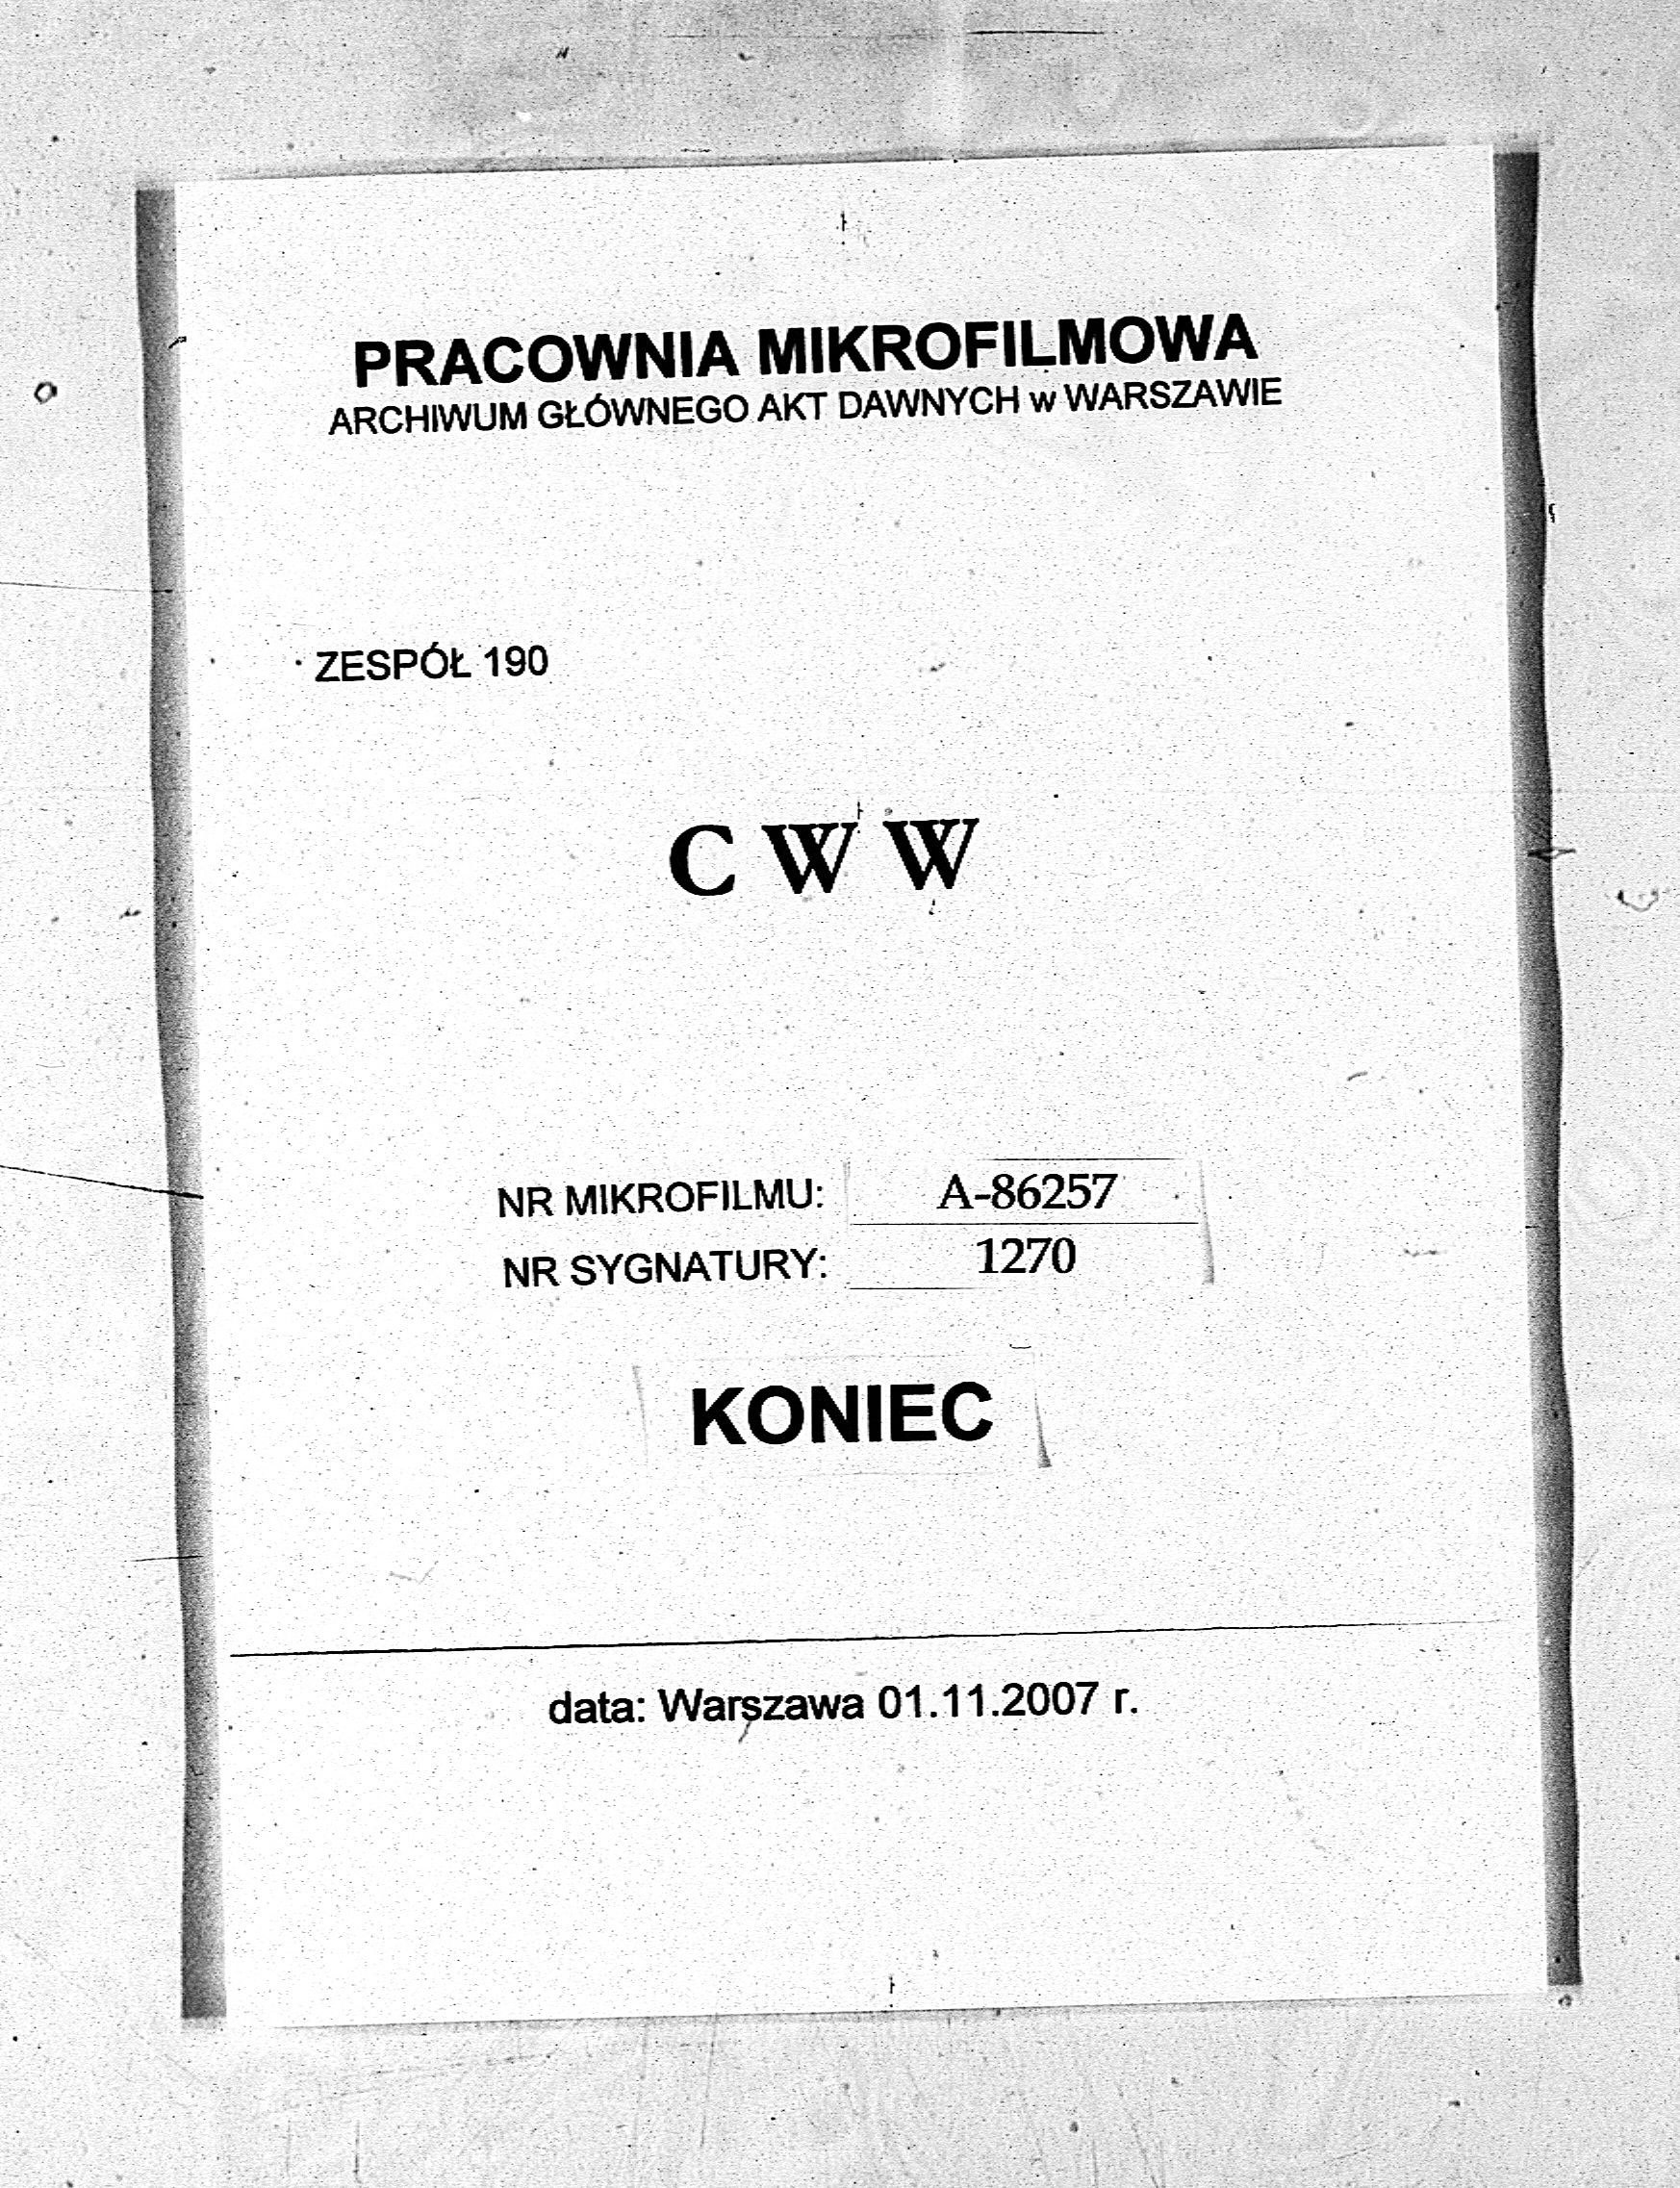 PRACOWNIA MIKROFILMOWA
ARCHIWUM GŁÓWNEGO AKT DAWNYCH w WARSZAWIE
ZESPÓŁ 190
C W W
NR MIKROFILMU: A-86257
NR SYGNATURY: 1270
KONIEC
data: Warszawa 01.11.2007 r.